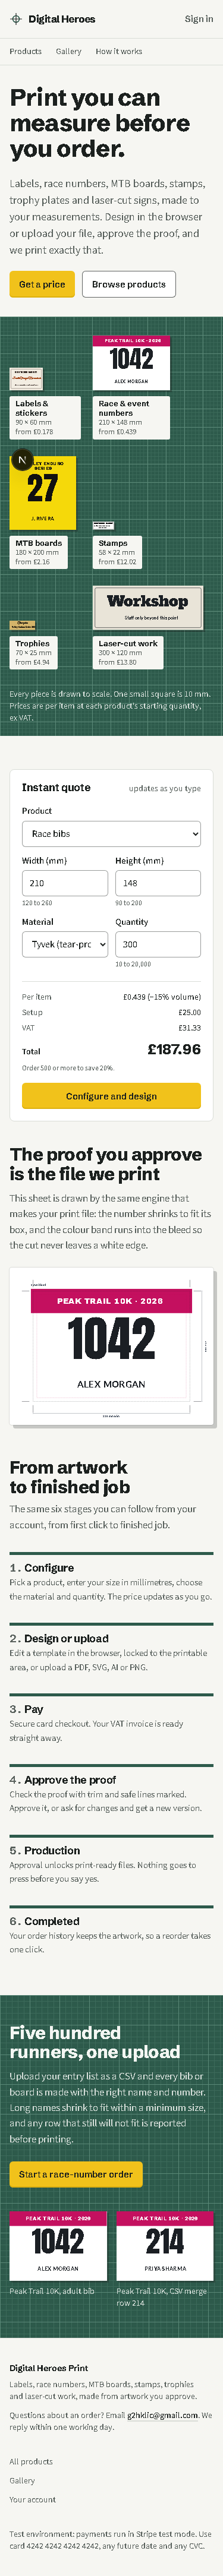 Digital Heroes
Sign in
Products
Gallery
How it works
Print you can
measure before
you order.
Labels, race numbers, MTB boards, stamps,
trophy plates and laser-cut signs, made to
your measurements. Design in the browser
or upload your file, approve the proof, and
we print exactly that.
Get a price
Browse products
PEAK TRAIL 10K · 2026
1042
ALEX MORGAN
Labels &
stickers
from £0.178
Race & event
numbers
210 × 148 mm
from £0.439
N
27
J. RIVERA
MTB boards
180 × 200 mm
from £2.16
Stamps
58 × 22 mm
from £12.02
Workshop
Staff only beyond this point
Trophies
70 × 25 mm
from £4.94
Laser-cut work
300 × 120 mm
from £13.80
Every piece is drawn to scale. One small square is 10 mm.
Prices are per item at each product's starting quantity,
ex VAT.
Instant quote
updates as you type
Product
Race bibs
Width (mm)
Height (mm)
210
148
120 to 260
90 to 200
Material
Quantity
Tyvek (tear-prc
300
10 to 20,000
Per item
£0.439 (−15% volume)
Setup
£25.00
VAT
£31.33
Total
£187.96
Order 500 or more to save 20%.
Configure and design
The proof you approve
is the file we print
This sheet is drawn by the same engine that
makes your print file: the number shrinks to fit its
box, and the colour band runs into the bleed so
the cut never leaves a white edge.
PEAK TRAIL 10K · 2026
1042
ALEX MORGAN
From artwork
to finished job
The same six stages you can follow from your
account, from first click to finished job.
1. Configure
Pick a product, enter your size in millimetres, choose
the material and quantity. The price updates as you go.
2. Design or upload
Edit a template in the browser, locked to the printable
area, or upload a PDF, SVG, AI or PNG.
3. Pay
Secure card checkout. Your VAT invoice is ready
straight away.
4. Approve the proof
Check the proof with trim and safe lines marked.
Approve it, or ask for changes and get a new version.
5. Production
Approval unlocks print-ready files. Nothing goes to
press before you say yes.
6. Completed
Your order history keeps the artwork, so a reorder takes
one click.
Five hundred
runners, one upload
Upload your entry list as a CSV and every bib or
board is made with the right name and number.
Long names shrink to fit within a minimum size,
and any row that still will not fit is reported
before printing.
Start a race-number order
PEAK TRAIL 10K · 2026
1042
ALEX MORGAN
PEAK TRAIL 10K · 2026
214
PRIYA SHARMA
Peak Trail 10K, adult bib
Peak Trail 10K, CSV merge
row 214
Digital Heroes Print
Labels, race numbers, MTB boards, stamps, trophies
and laser-cut work, made from artwork you approve.
Questions about an order? Email g2hklic@gmail.com. We
reply within one working day.
All products
Gallery
Your account
Test environment: payments run in Stripe test mode. Use
card 4242 4242 4242 4242, any future date and any CVC.